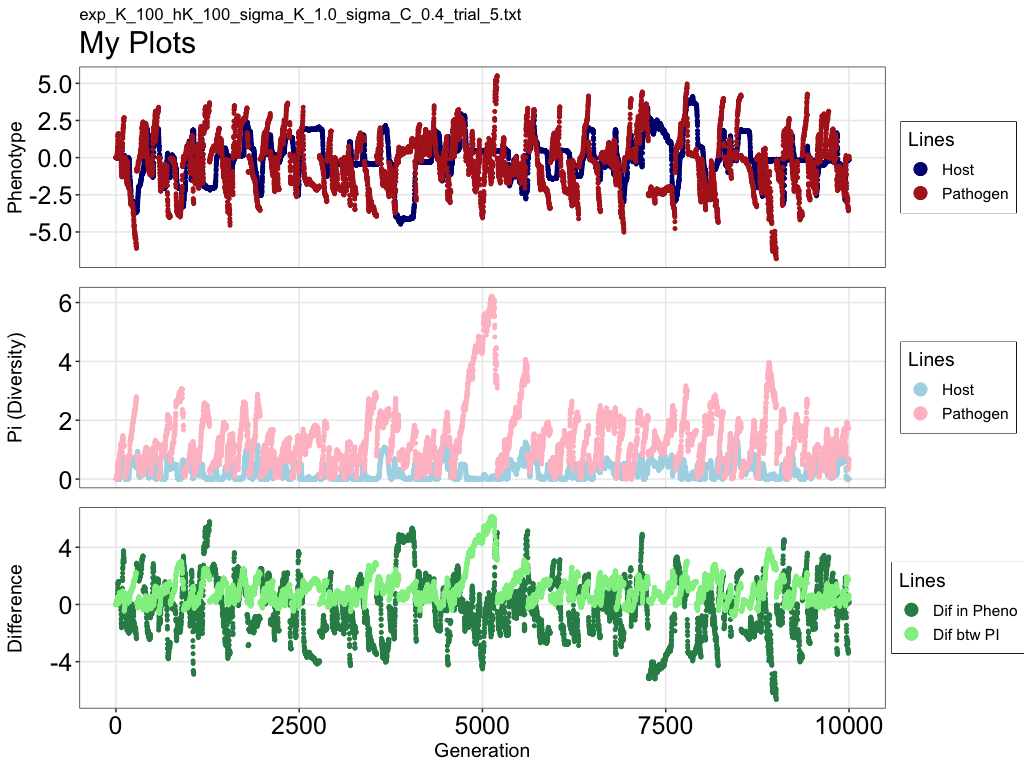 exp_K_100_hK_100_sigma_K_1.0_sigma_C_0.4_trial_5.txt
My Plots
5.0
2.5
0.0
-2.5
-5.0
Phenotype
Lines
Host
Pathogen
6
4
2
0
Pi (Diversity)
Lines
Host
Pathogen
4
0
-4
Difference
Lines
Dif in Pheno
Dif btw PI
0 2500 5000 7500 10000
Generation